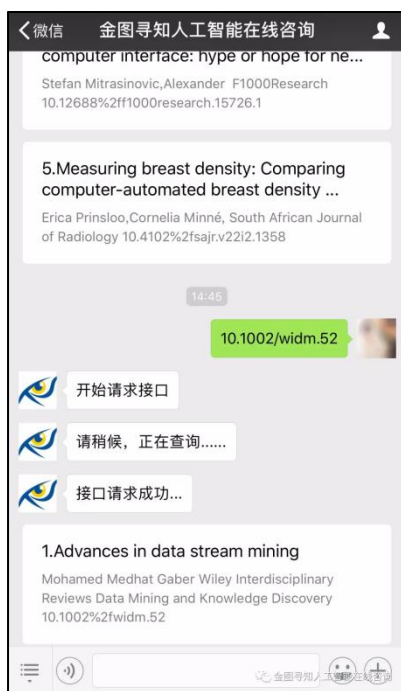 微信 金图寻知人工智能在线咨询
computer interface: hype or hope for ne...
Stefan Mitrasinovic,Alexander F1000Research
10.12688%2ff1000research.15726.1
5.Measuring breast density: Comparing
computer-automated breast density ...
Erica Prinsloo,Cornelia Minné, South African Journal
of Radiology 10.4102%2fsajr.v22i2.1358
14:45
10.1002/widm.52
开始请求接口
请稍候，正在查询......
接口请求成功...
1.Advances in data stream mining
Mohamed Medhat Gaber Wiley Interdisciplinary
Reviews Data Mining and Knowledge Discovery
10.1002%2fwidm.52
金图寻知人工智能在线咨询